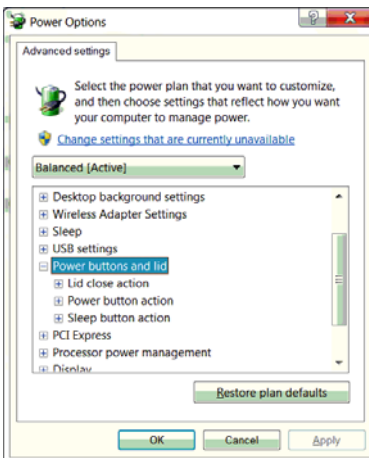 Power Options
Advanced settings
Select the power plan that you want to customize,
and then choose settings that reflect how you want
your computer to manage power.
Change settings that are currently unavailable
Balanced [Active]
Desktop background settings
Wireless Adapter Settings
Sleep
USB settings
Power buttons and lid
Lid close action
Power button action
Sleep button action
PCI Express
Processor power management
Display
Restore plan defaults
OK Cancel Apply